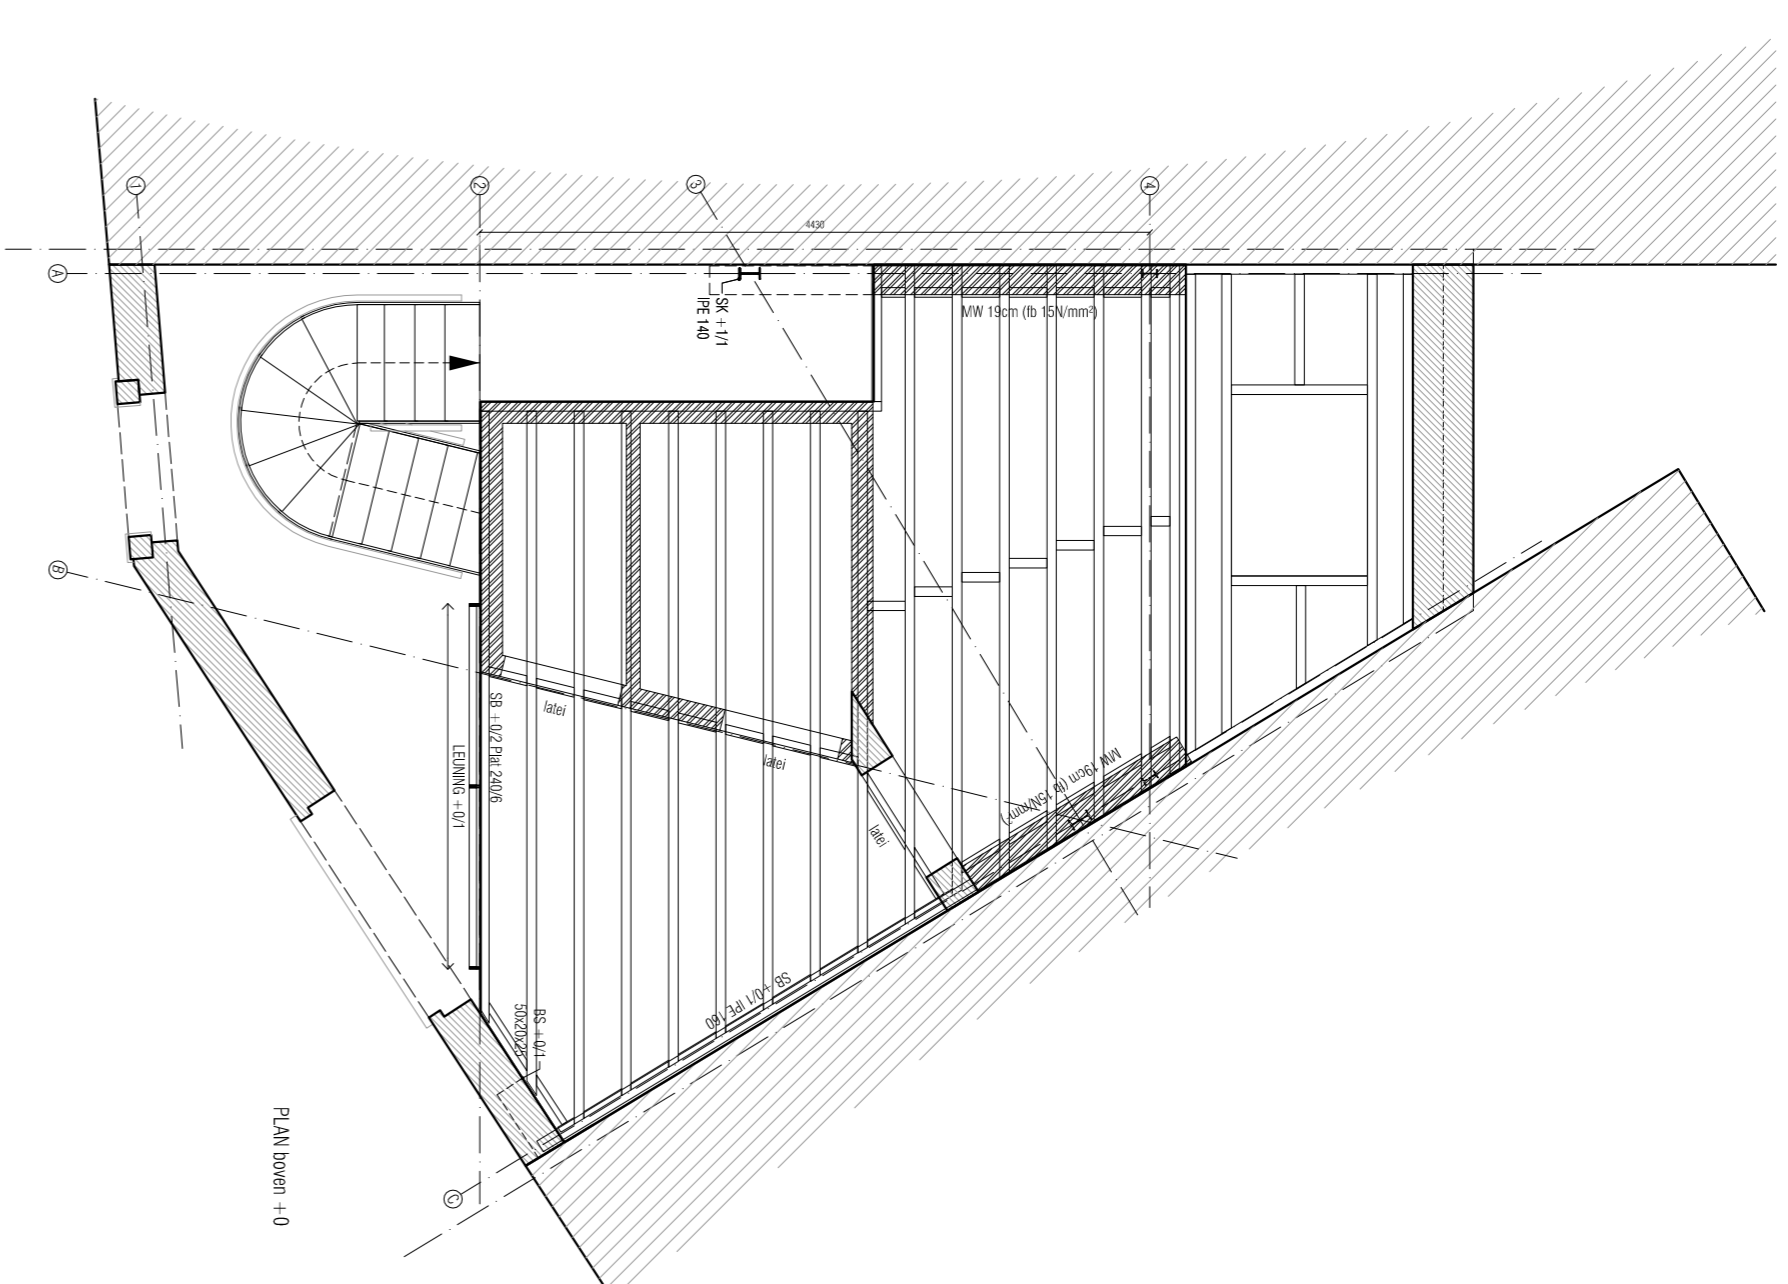 1
2
3
4
4430
A
SK +1/1
IPE 140
MW 19cm (fb 15N/mm²)
B
SB +0/2 Plat 240/6
latei
latei
latei
LEUNING +0/1
MW 19cm (fb 15N/mm²)
SB +0/1 IPE 160
BS +0/1
50x20x25
C
PLAN boven +0